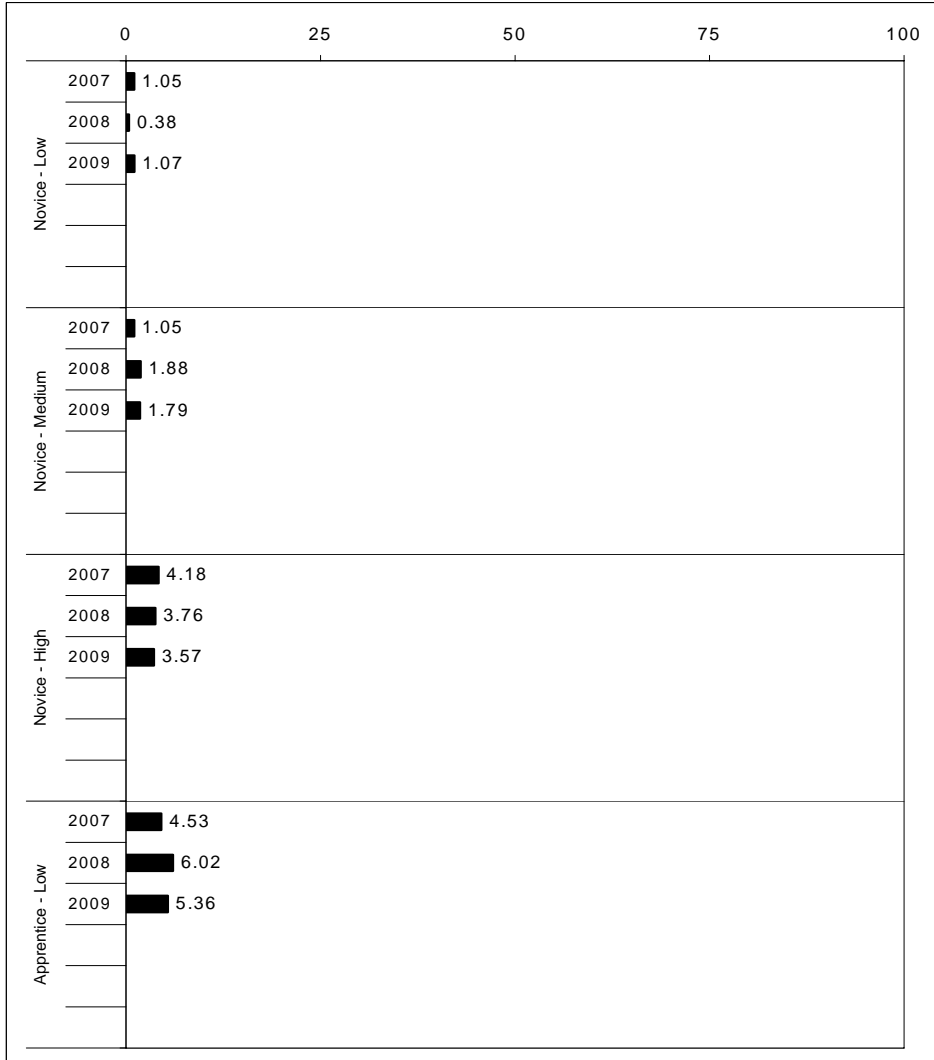 0 25 50 75 100
Novice - Low
2007 1.05
2008 0.38
2009 1.07
Novice - Medium
2007 1.05
2008 1.88
2009 1.79
Novice - High
2007 4.18
2008 3.76
2009 3.57
Apprentice - Low
2007 4.53
2008 6.02
2009 5.36